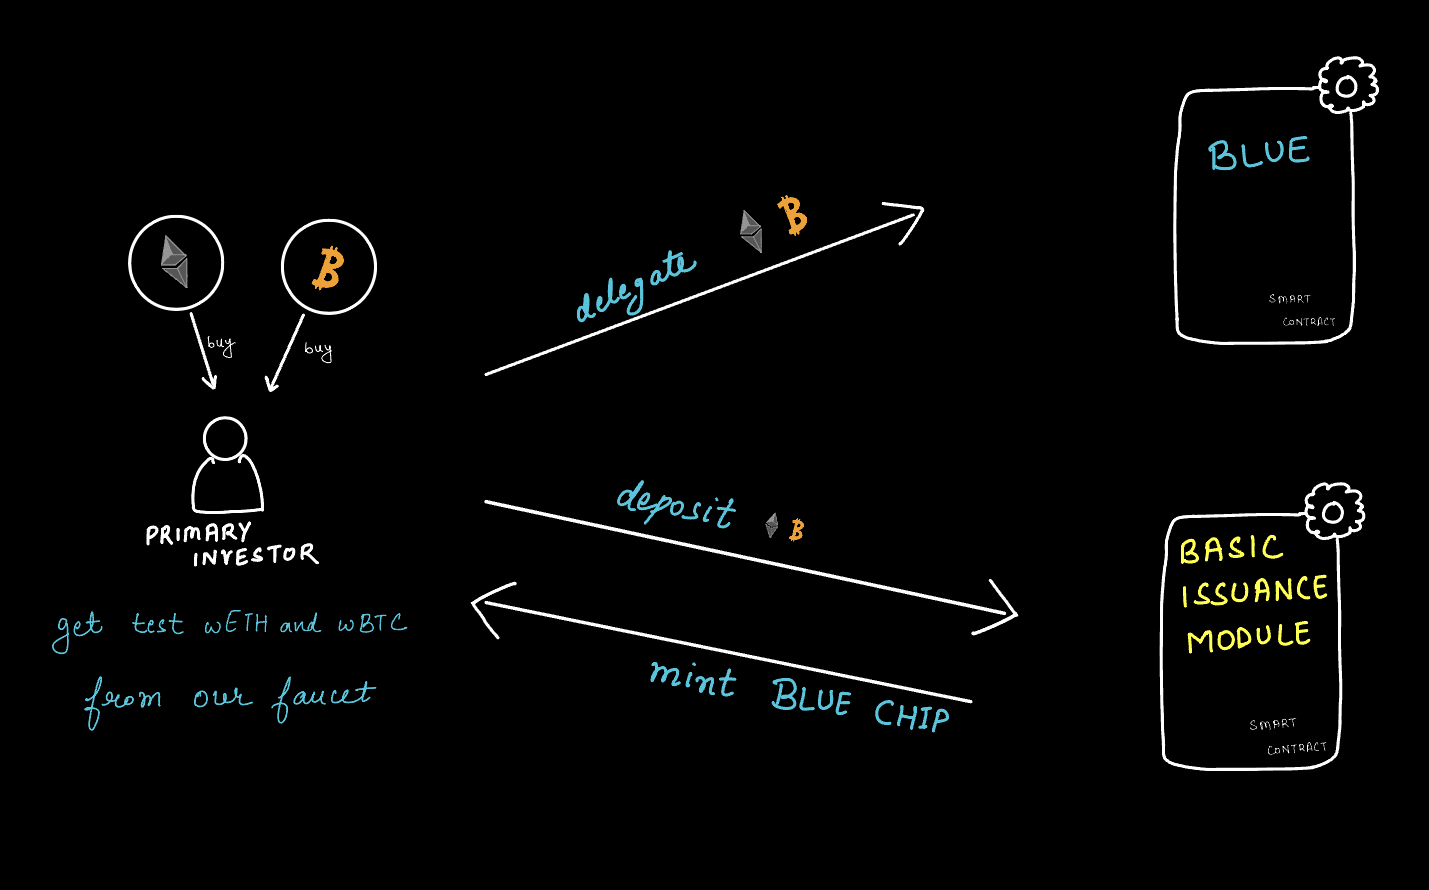 BLUE
SMART
CONTRACT
delegate
buy
buy
PRIMARY
INVESTOR
get test wETH and wBTC
from our faucet
deposit
mint BLUE CHIP
BASIC
ISSUANCE
MODULE
SMART
CONTRACT